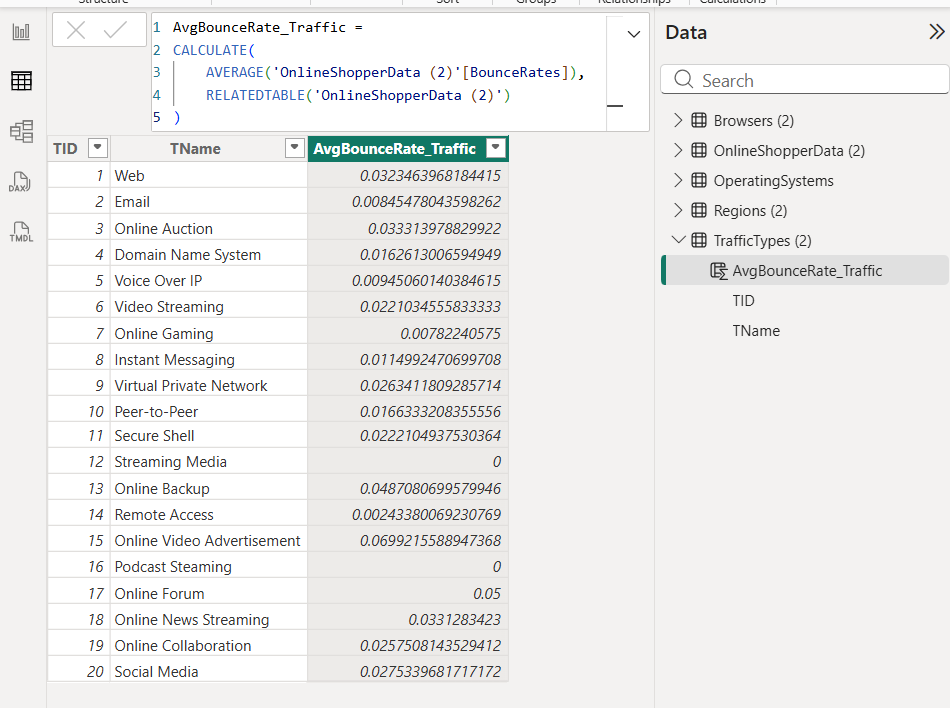 Structure Sort Groups Relationships Calculations
1 AvgBounceRate_Traffic =
2 CALCULATE(
3 AVERAGE('OnlineShopperData (2)'[BounceRates]),
4 RELATEDTABLE('OnlineShopperData (2)')
5 )
TID TName AvgBounceRate_Traffic
1 Web 0.0323463968184415
2 Email 0.00845478043598262
3 Online Auction 0.033313978829922
4 Domain Name System 0.0162613006594949
5 Voice Over IP 0.00945060140384615
6 Video Streaming 0.0221034555833333
7 Online Gaming 0.00782240575
8 Instant Messaging 0.0114992470699708
9 Virtual Private Network 0.0263411809285714
10 Peer-to-Peer 0.0166333208355556
11 Secure Shell 0.0222104937530364
12 Streaming Media 0
13 Online Backup 0.0487080699579946
14 Remote Access 0.00243380069230769
15 Online Video Advertisement 0.0699215588947368
16 Podcast Steaming 0
17 Online Forum 0.05
18 Online News Streaming 0.0331283423
19 Online Collaboration 0.0257508143529412
20 Social Media 0.0275339681717172
DAX
TMDL
Data
Search
Browsers (2)
OnlineShopperData (2)
OperatingSystems
Regions (2)
TrafficTypes (2)
AvgBounceRate_Traffic
TID
TName